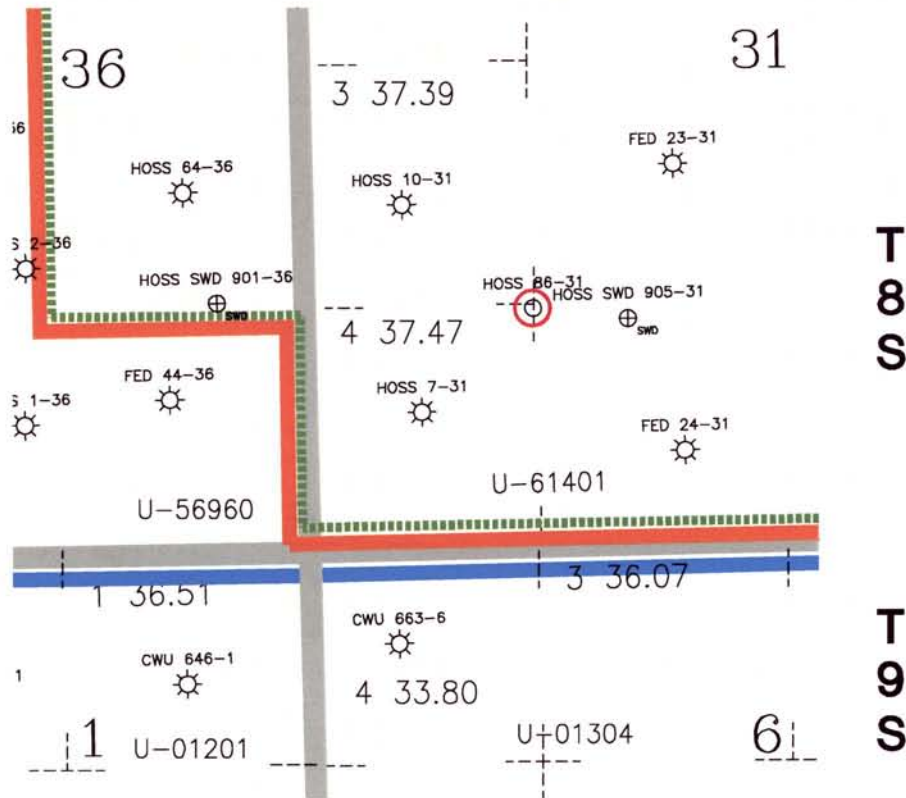 36
31
3 37.39
FED 23-31
HOSS 64-36
HOSS 10-31
T
8
S
S 2-36
HOSS SWD 901-36
SWD
HOSS 86-31
HOSS SWD 905-31
SWD
4 37.47
FED 44-36
HOSS 7-31
S 1-36
FED 24-31
U-61401
U-56960
1 36.51
3 36.07
CWU 663-6
CWU 646-1
1
4 33.80
T
9
S
1
U-01201
U-01304
6